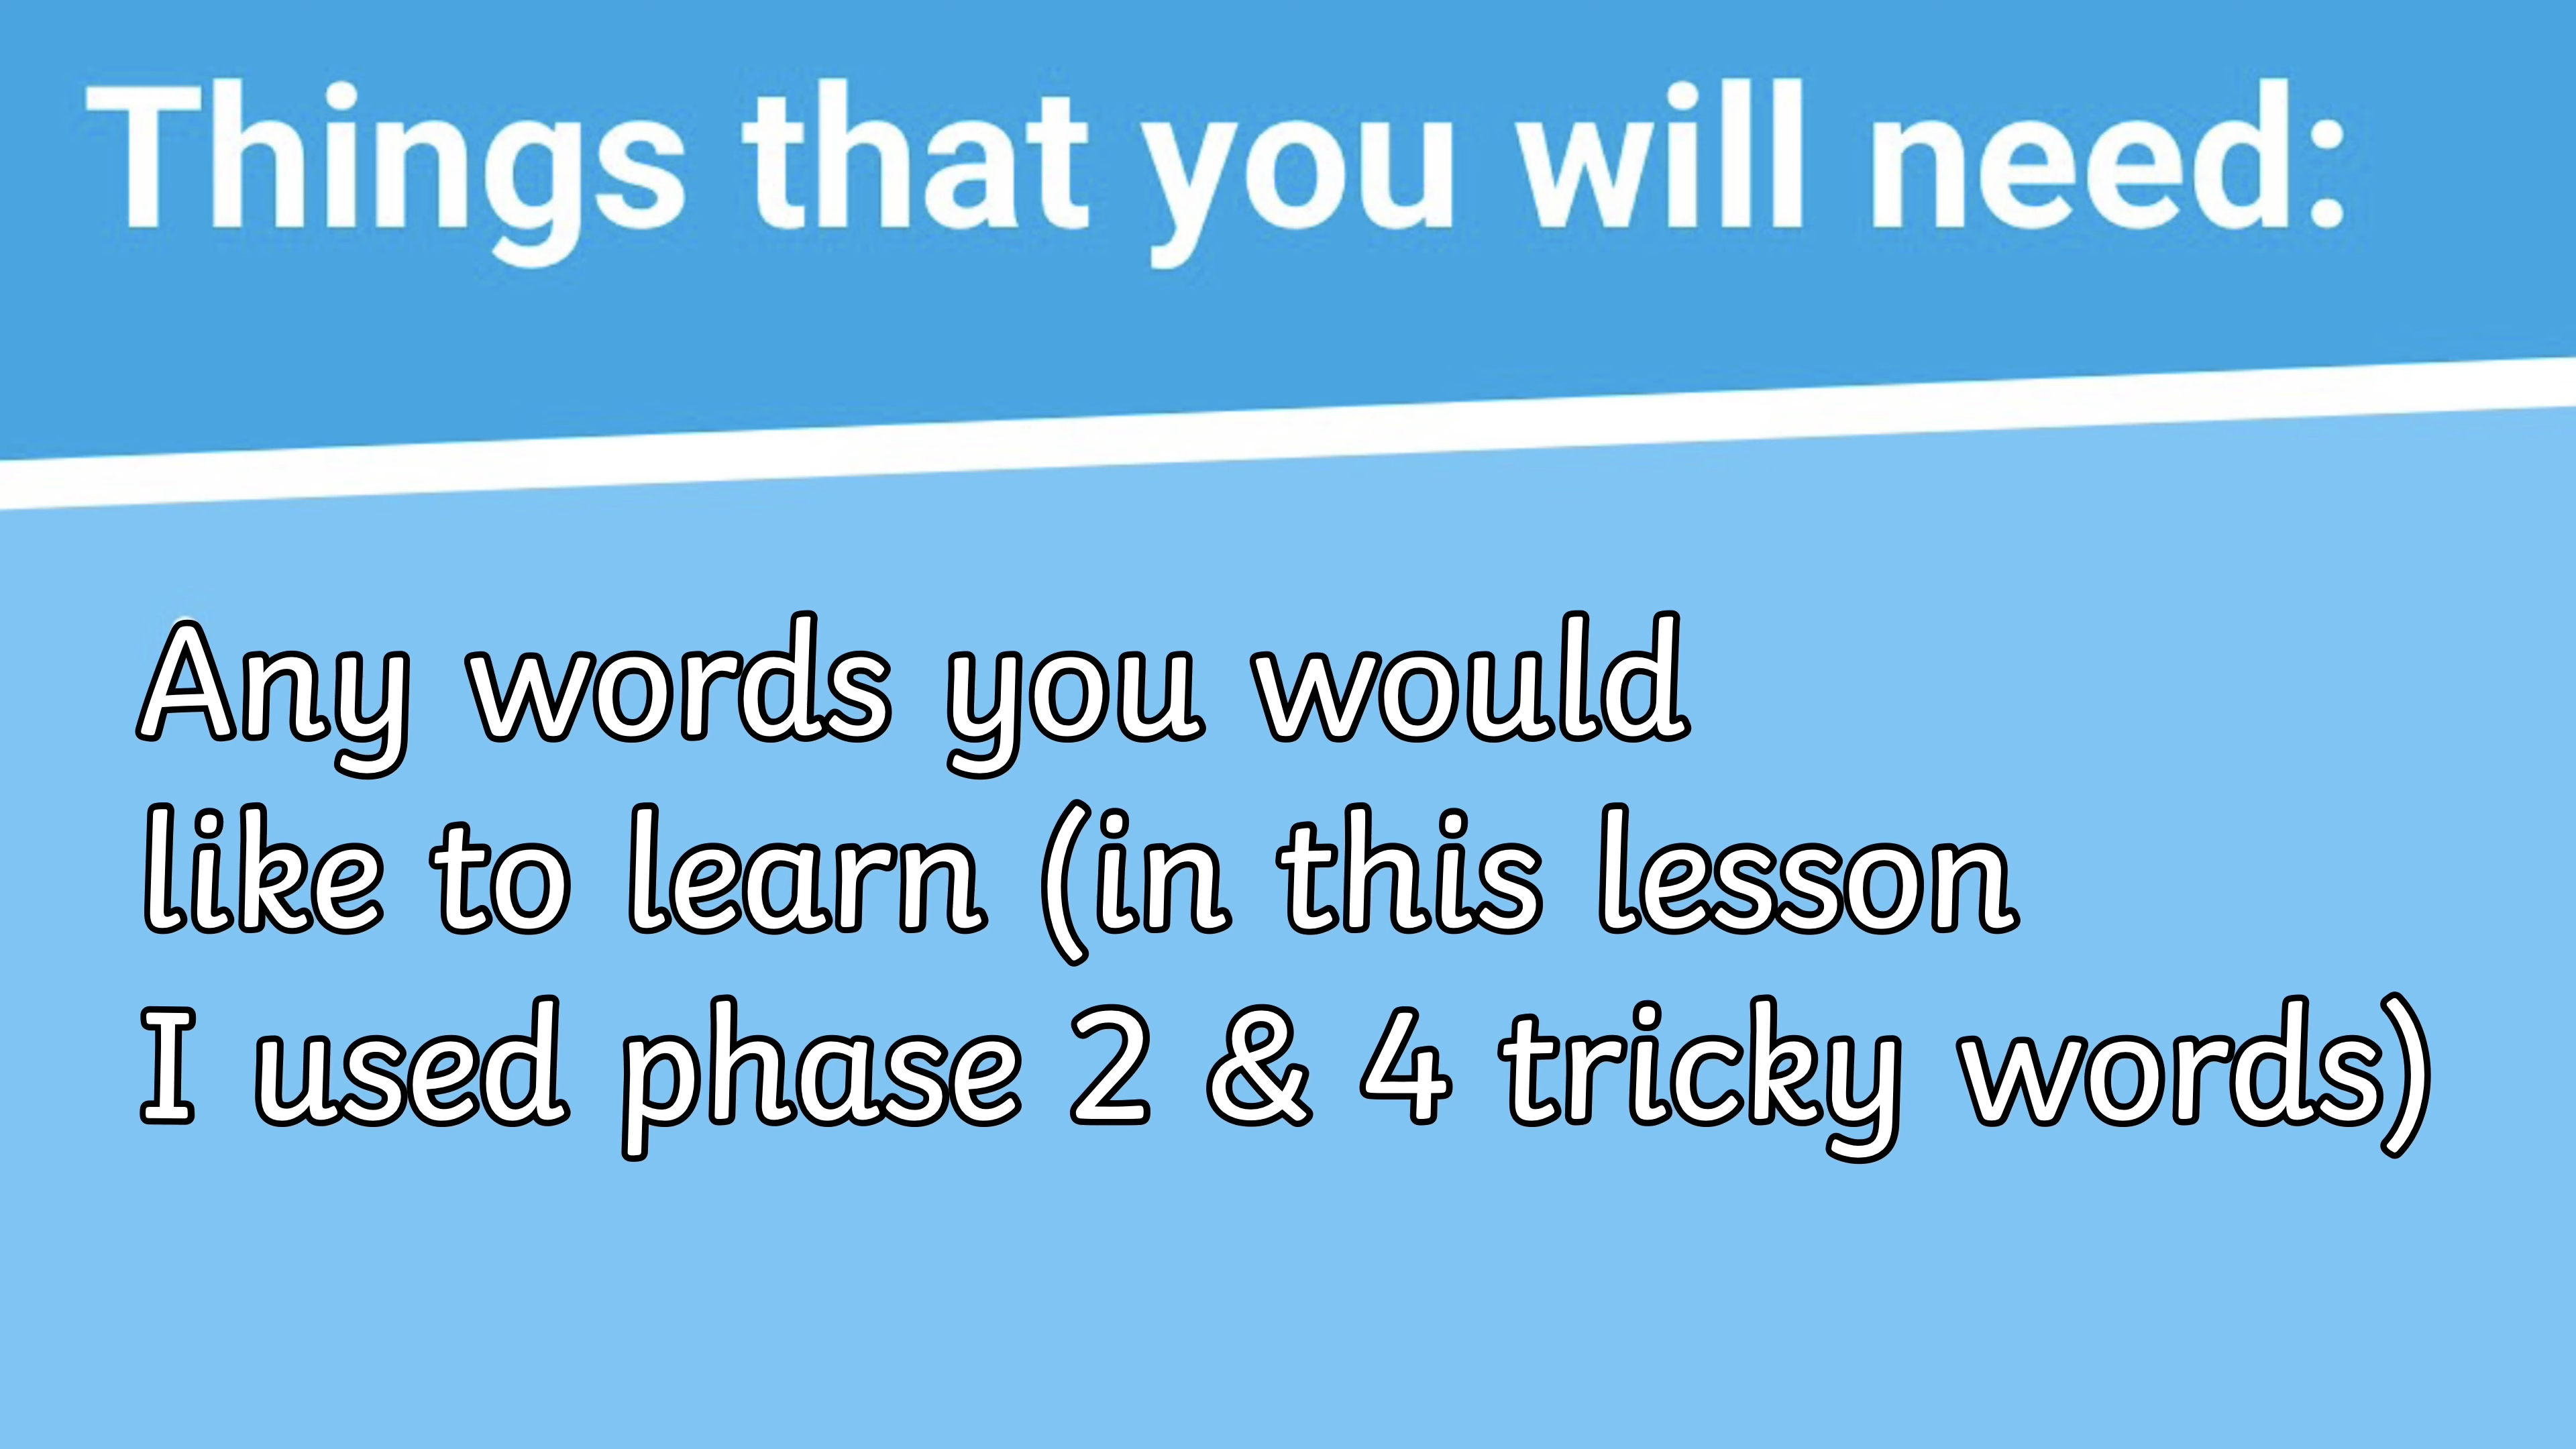 Things that you will need:
Any words you would
like to learn (in this lesson
I used phase 2 & 4 tricky words)